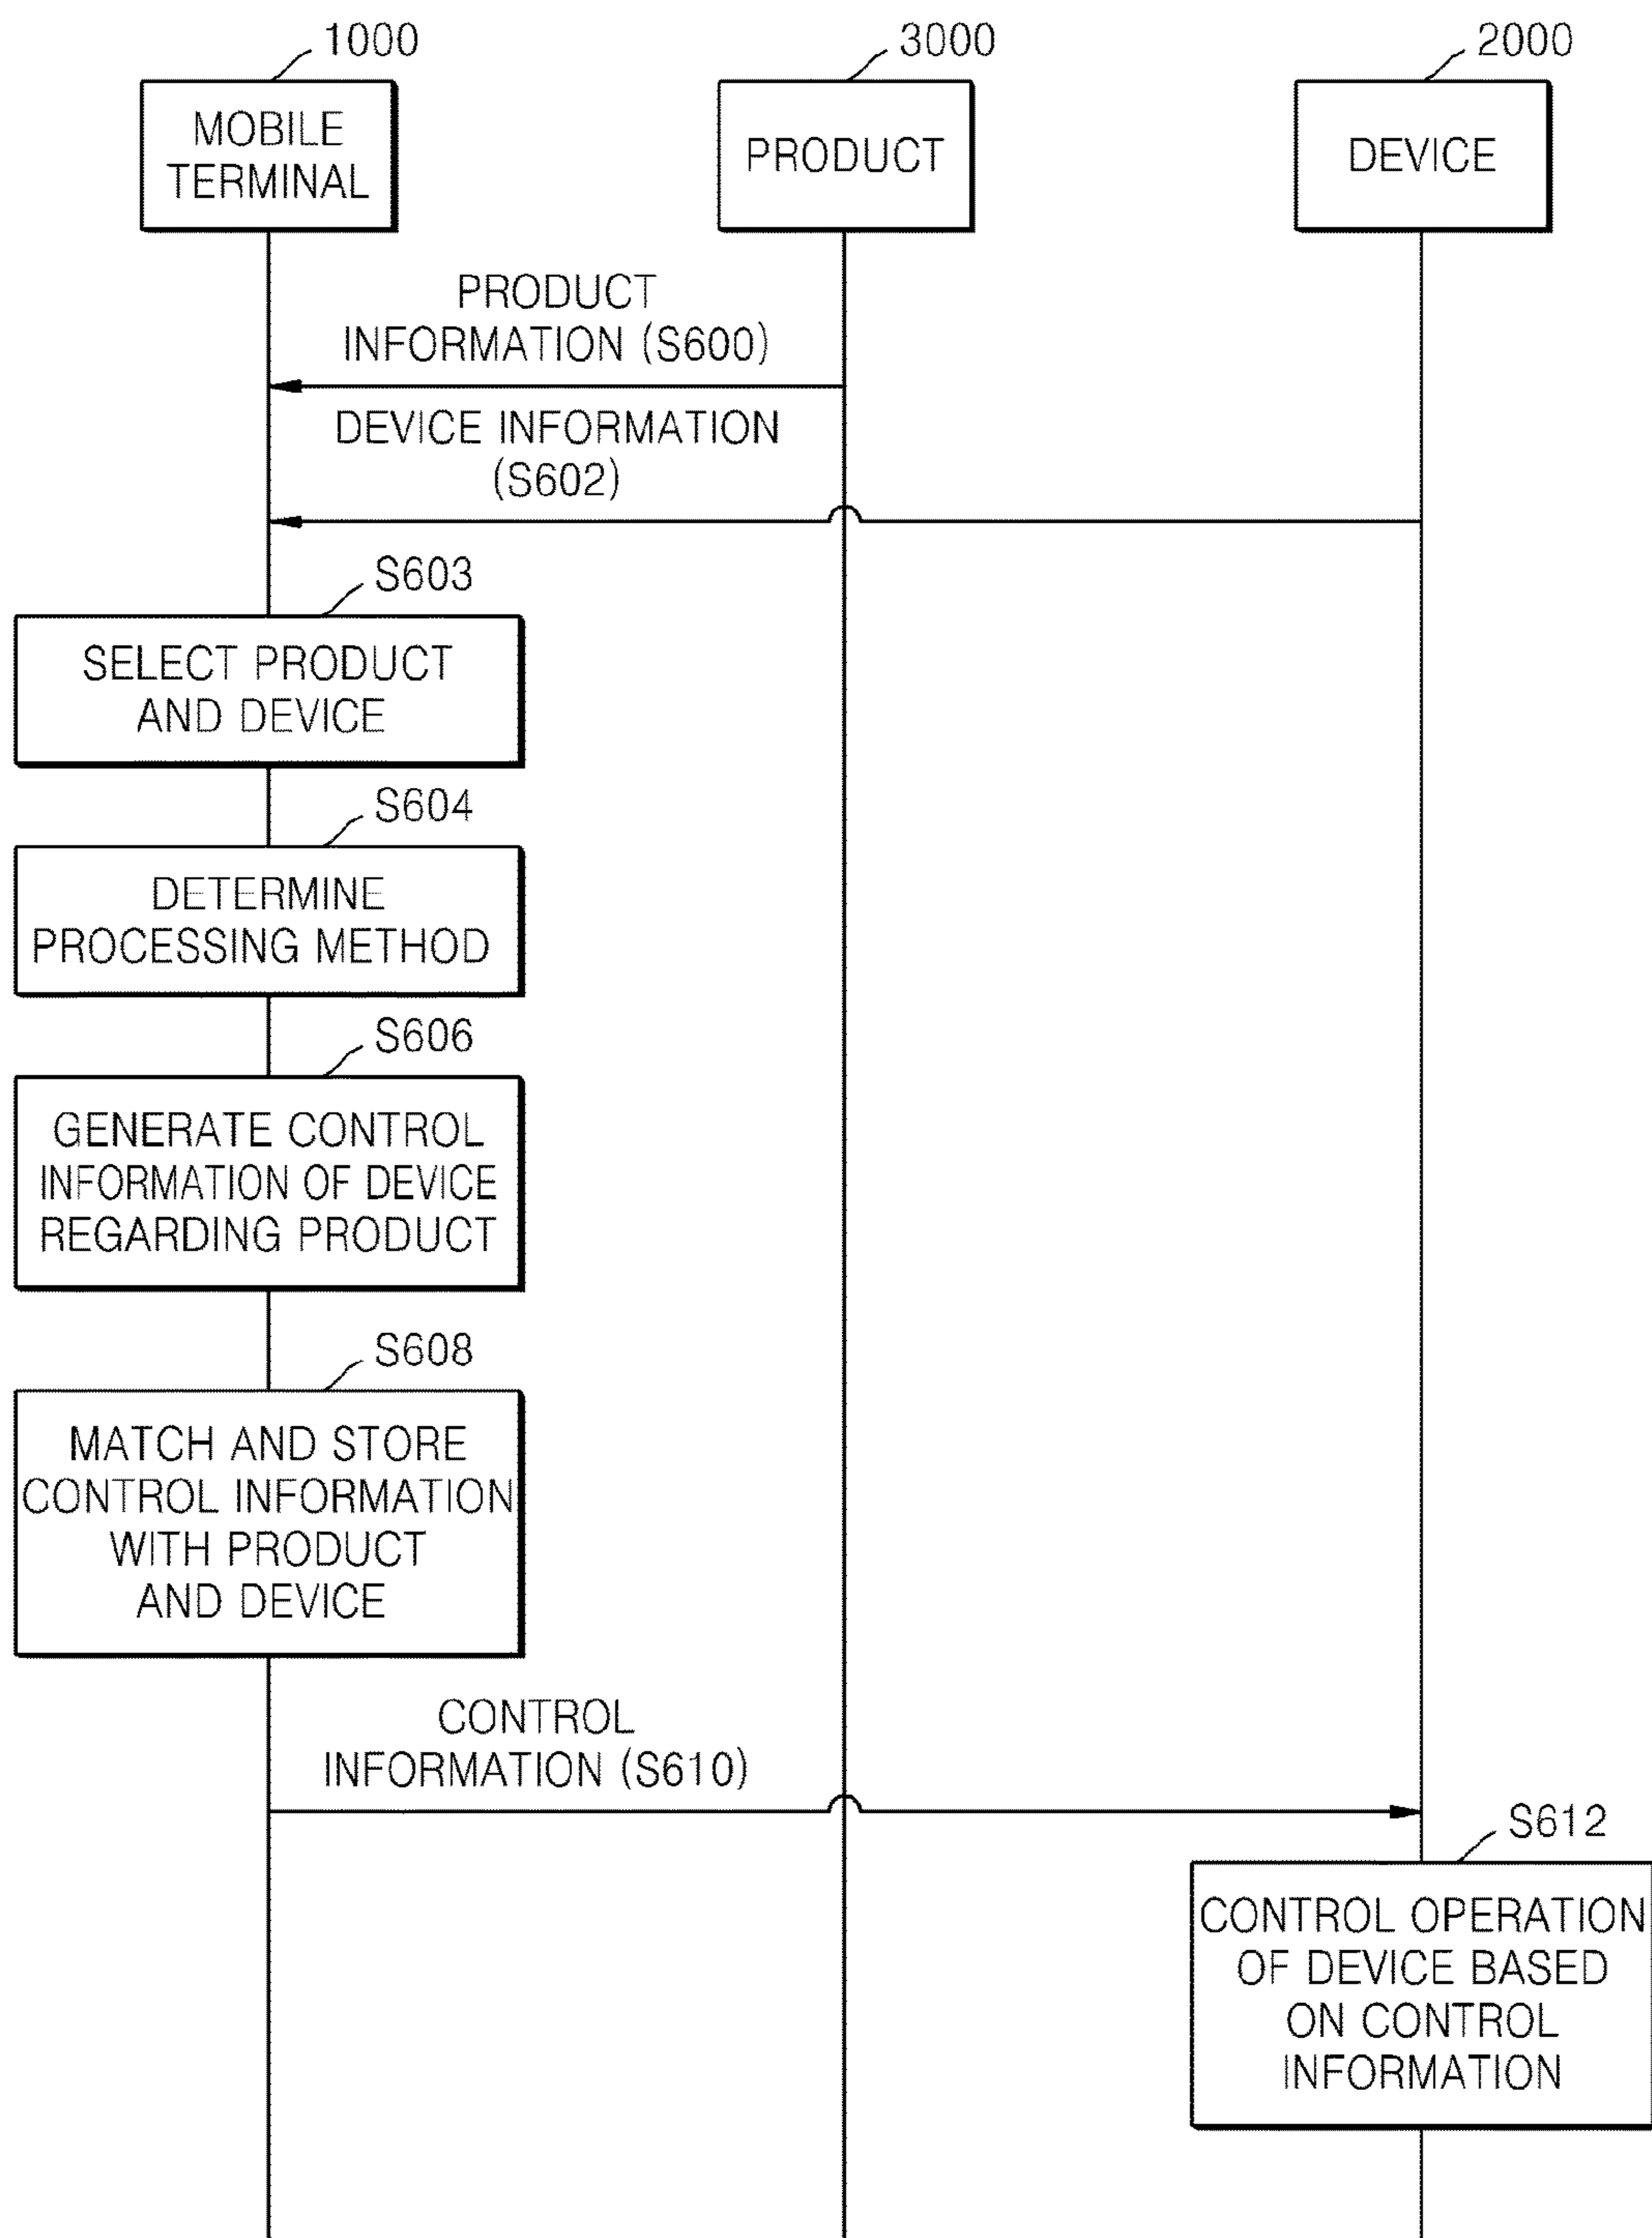 1000
3000
2000
MOBILE
TERMINAL
PRODUCT
DEVICE
PRODUCT
INFORMATION (S600)
DEVICE INFORMATION
(S602)
S603
SELECT PRODUCT
AND DEVICE
S604
DETERMINE
PROCESSING METHOD
S606
GENERATE CONTROL
INFORMATION OF DEVICE
REGARDING PRODUCT
S608
MATCH AND STORE
CONTROL INFORMATION
WITH PRODUCT
AND DEVICE
CONTROL
INFORMATION (S610)
S612
CONTROL OPERATION
OF DEVICE BASED
ON CONTROL
INFORMATION